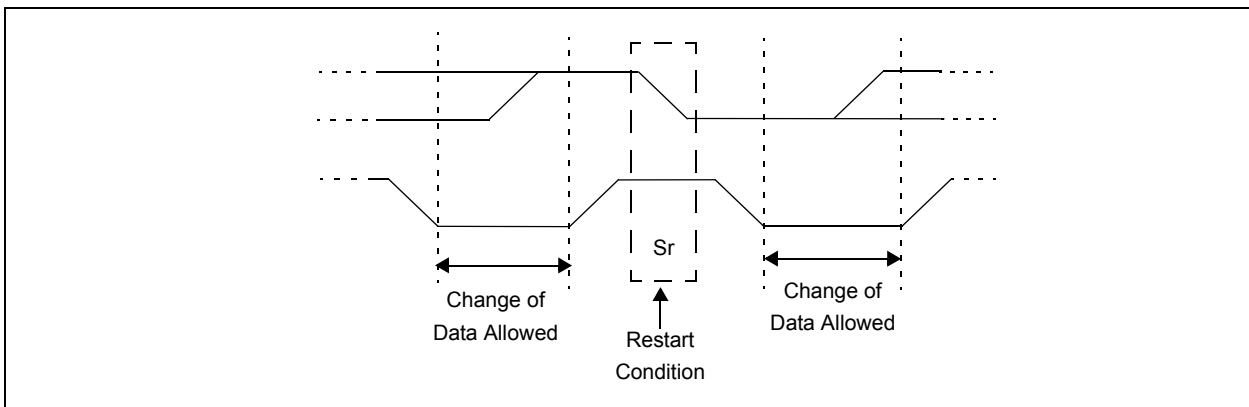 Sr
Change of
Data Allowed
Restart
Condition
Change of
Data Allowed